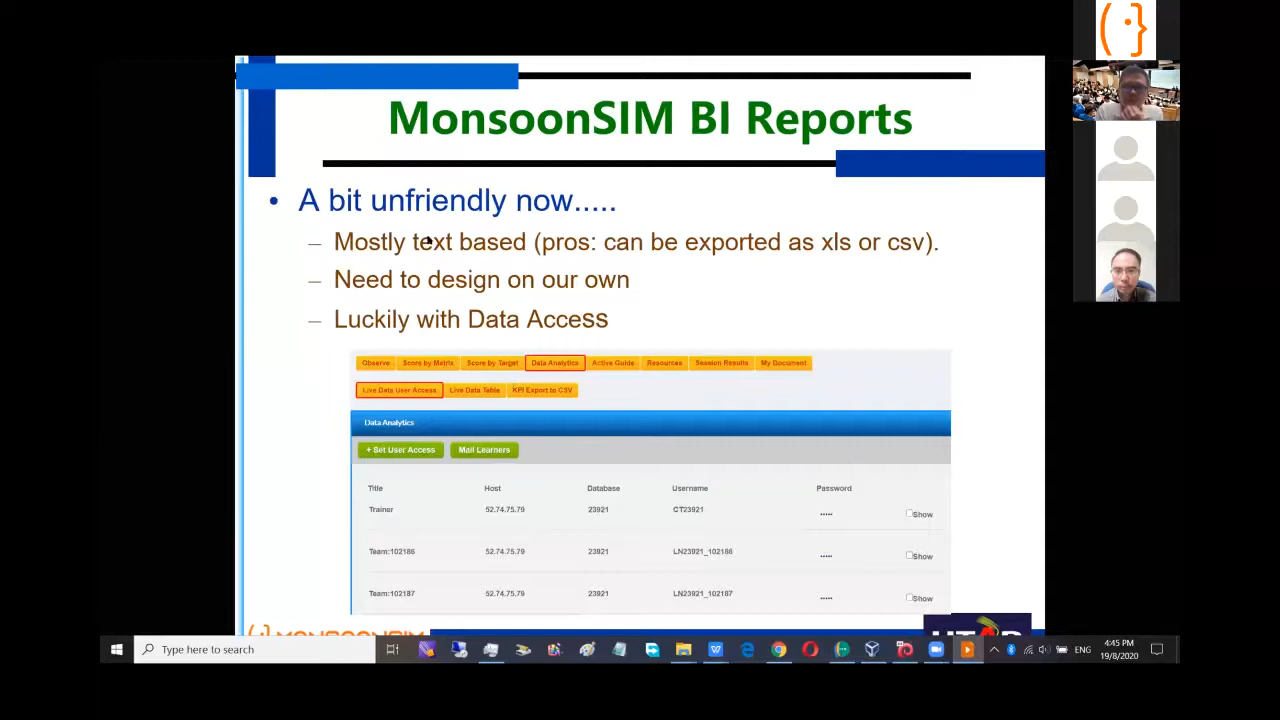 MonsoonSIM BI Reports
• A bit unfriendly now.....
– Mostly text based (pros: can be exported as xls or csv).
– Need to design on our own
– Luckily with Data Access
Observe Score by Metrix Score by Target Data Analytics Active Guide Resources Session Results My Document
Live Data User Access Live Data Table KPI Export to CSV
Data Analytics
+ Set User Access Mail Learners
Title Host Database Username Password
Trainer 52.74.75.79 23921 CT23921 ••••• Show
Team:102186 52.74.75.79 23921 LN23921_102186 ••••• Show
Team:102187 52.74.75.79 23921 LN23921_102187 ••••• Show
MONSOONSIM
UTAR
Type here to search
ENG
4:45 PM
19/8/2020